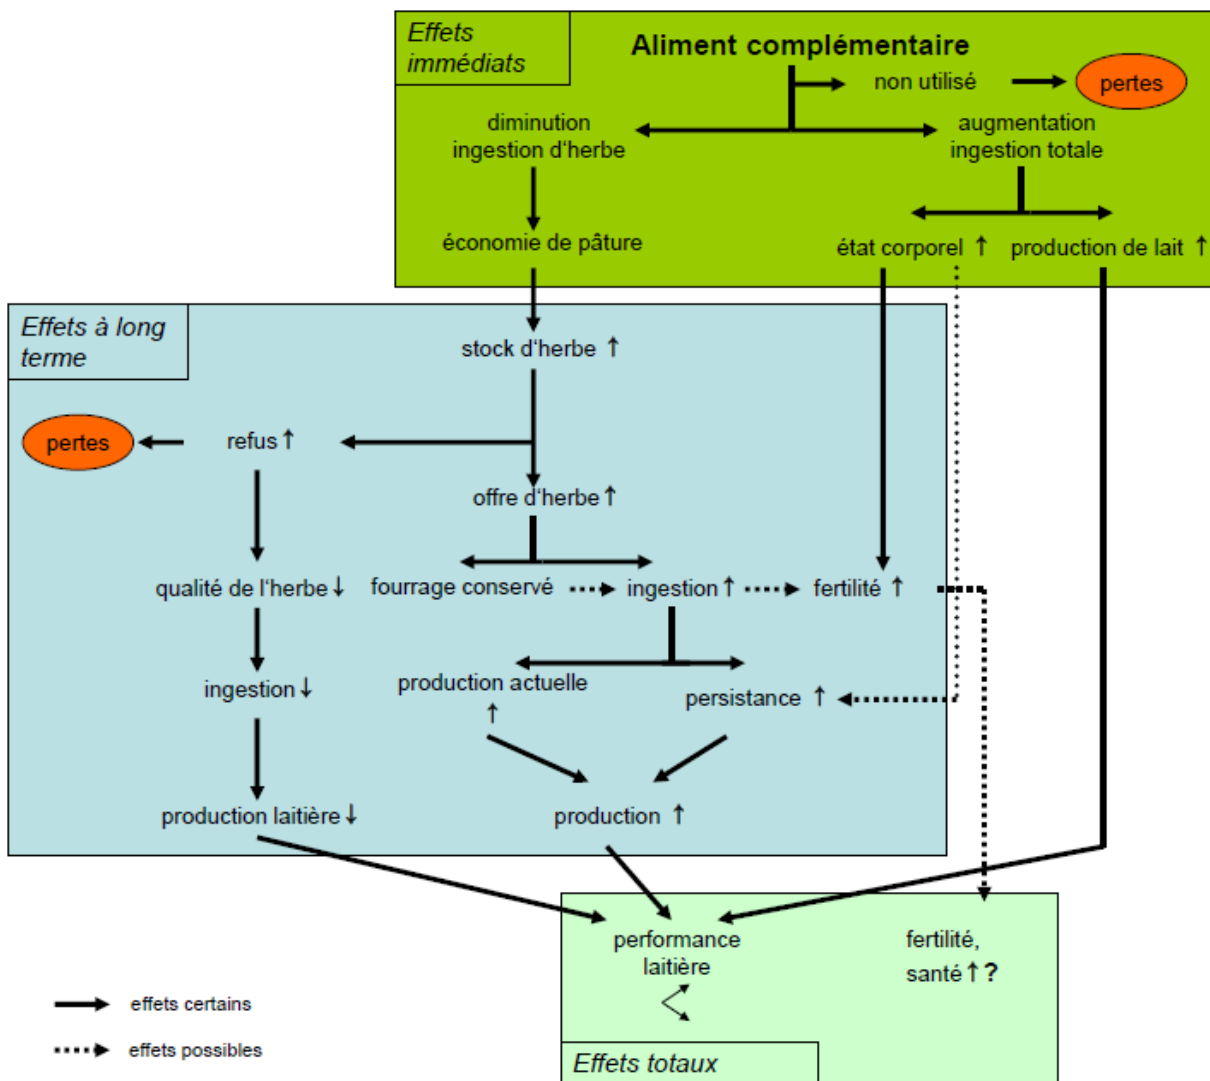 Effets
immédiats
Aliment complémentaire
non utilisé
pertes
diminution
ingestion d'herbe
augmentation
ingestion totale
économie de pâture
état corporel ↑
production de lait ↑
Effets à long
terme
stock d'herbe ↑
pertes
refus ↑
offre d'herbe ↑
qualité de l'herbe ↓
fourrage conservé
ingestion ↑
fertilité ↑
ingestion ↓
production actuelle
↑
persistance ↑
production laitière ↓
production ↑
performance
laitière
fertilité,
santé ↑ ?
effets certains
effets possibles
Effets totaux